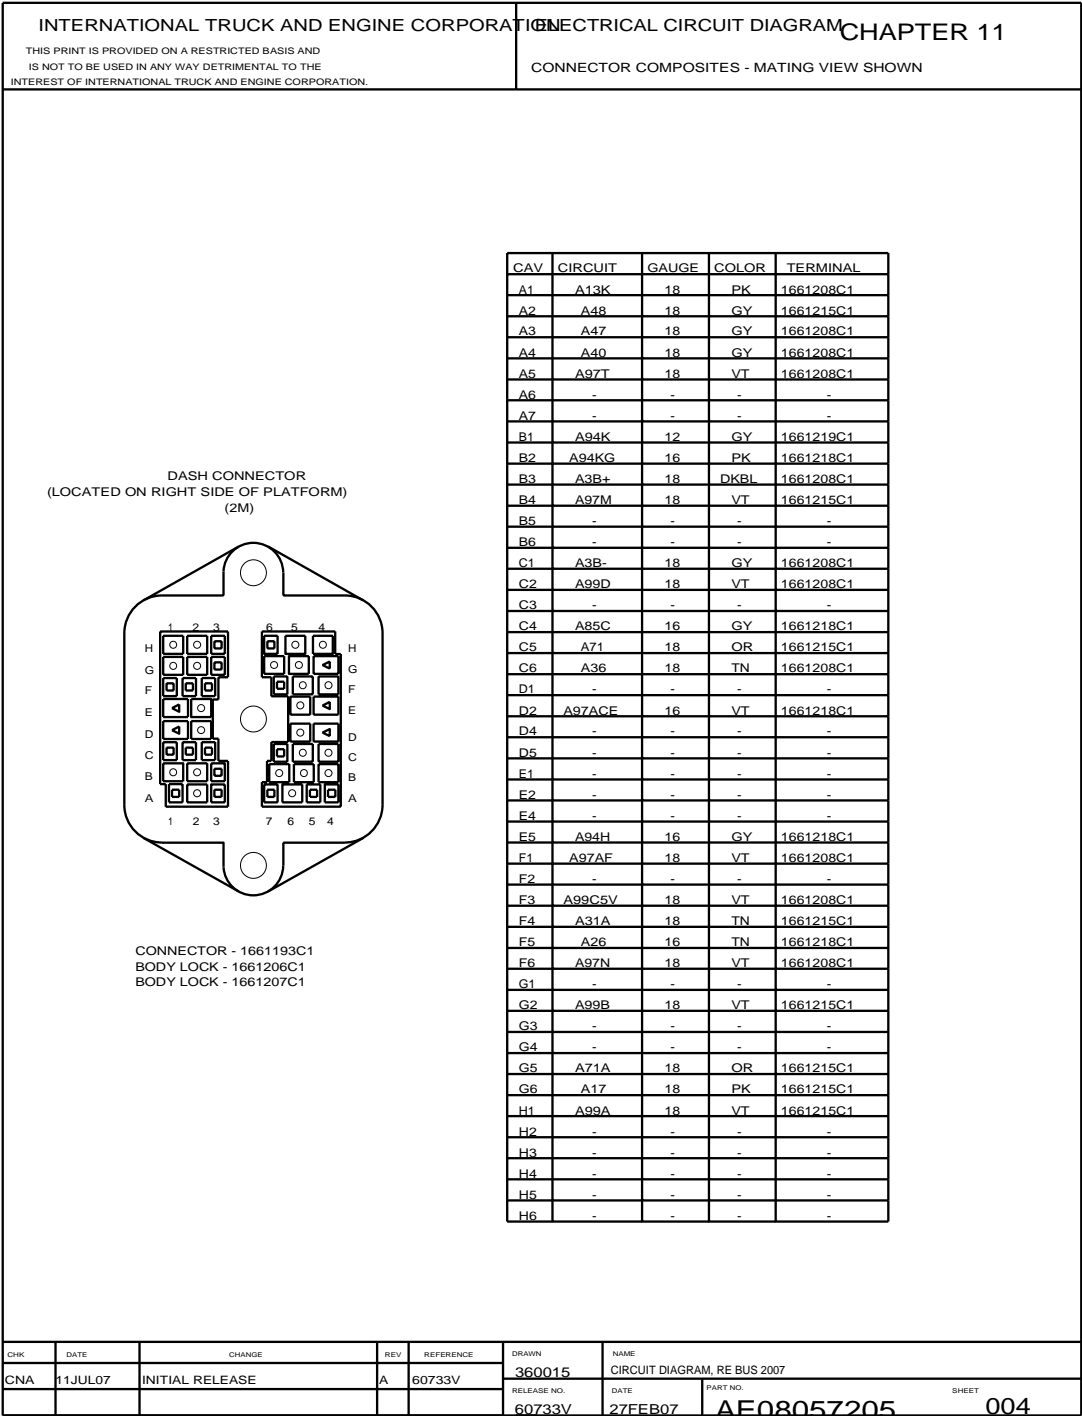 INTERNATIONAL TRUCK AND ENGINE CORPORATION
THIS PRINT IS PROVIDED ON A RESTRICTED BASIS AND
IS NOT TO BE USED IN ANY WAY DETRIMENTAL TO THE
INTEREST OF INTERNATIONAL TRUCK AND ENGINE CORPORATION.
ELECTRICAL CIRCUIT DIAGRAM
CHAPTER 11
CONNECTOR COMPOSITES - MATING VIEW SHOWN
DASH CONNECTOR
(LOCATED ON RIGHT SIDE OF PLATFORM)
(2M)
1 2 3 6 5 4
H H
G G
F F
E E
D D
C C
B B
A A
1 2 3 7 6 5 4
CONNECTOR - 1661193C1
BODY LOCK - 1661206C1
BODY LOCK - 1661207C1
CAV CIRCUIT GAUGE COLOR TERMINAL
A1 A13K 18 PK 1661208C1
A2 A48 18 GY 1661215C1
A3 A47 18 GY 1661208C1
A4 A40 18 GY 1661208C1
A5 A97T 18 VT 1661208C1
A6 - - - -
A7 - - - -
B1 A94K 12 GY 1661219C1
B2 A94KG 16 PK 1661218C1
B3 A3B+ 18 DKBL 1661208C1
B4 A97M 18 VT 1661215C1
B5 - - - -
B6 - - - -
C1 A3B- 18 GY 1661208C1
C2 A99D 18 VT 1661208C1
C3 - - - -
C4 A85C 16 GY 1661218C1
C5 A71 18 OR 1661215C1
C6 A36 18 TN 1661208C1
D1 - - - -
D2 A97ACE 16 VT 1661218C1
D4 - - - -
D5 - - - -
E1 - - - -
E2 - - - -
E4 - - - -
E5 A94H 16 GY 1661218C1
F1 A97AF 18 VT 1661208C1
F2 - - - -
F3 A99C5V 18 VT 1661208C1
F4 A31A 18 TN 1661215C1
F5 A26 16 TN 1661218C1
F6 A97N 18 VT 1661208C1
G1 - - - -
G2 A99B 18 VT 1661215C1
G3 - - - -
G4 - - - -
G5 A71A 18 OR 1661215C1
G6 A17 18 PK 1661215C1
H1 A99A 18 VT 1661215C1
H2 - - - -
H3 - - - -
H4 - - - -
H5 - - - -
H6 - - - -
CHK DATE CHANGE REV REFERENCE
CNA 11JUL07 INITIAL RELEASE A 60733V
DRAWN
360015
NAME
CIRCUIT DIAGRAM, RE BUS 2007
RELEASE NO.
60733V
DATE
27FEB07
PART NO.
AE08057205
SHEET
004